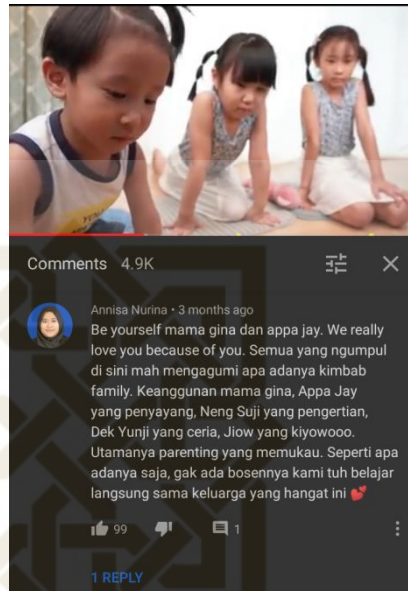 Comments 4.9K
Annisa Nurina • 3 months ago
Be yourself mama gina dan appa jay. We really
love you because of you. Semua yang ngumpul
di sini mah mengagumi apa adanya kimbab
family. Keanggunan mama gina, Appa Jay
yang penyayang, Neng Suji yang pengertian,
Dek Yunji yang ceria, Jiow yang kiyowooo.
Utamanya parenting yang memukau. Seperti apa
adanya saja, gak ada bosennya kami tuh belajar
langsung sama keluarga yang hangat ini 💕
99 1
1 REPLY